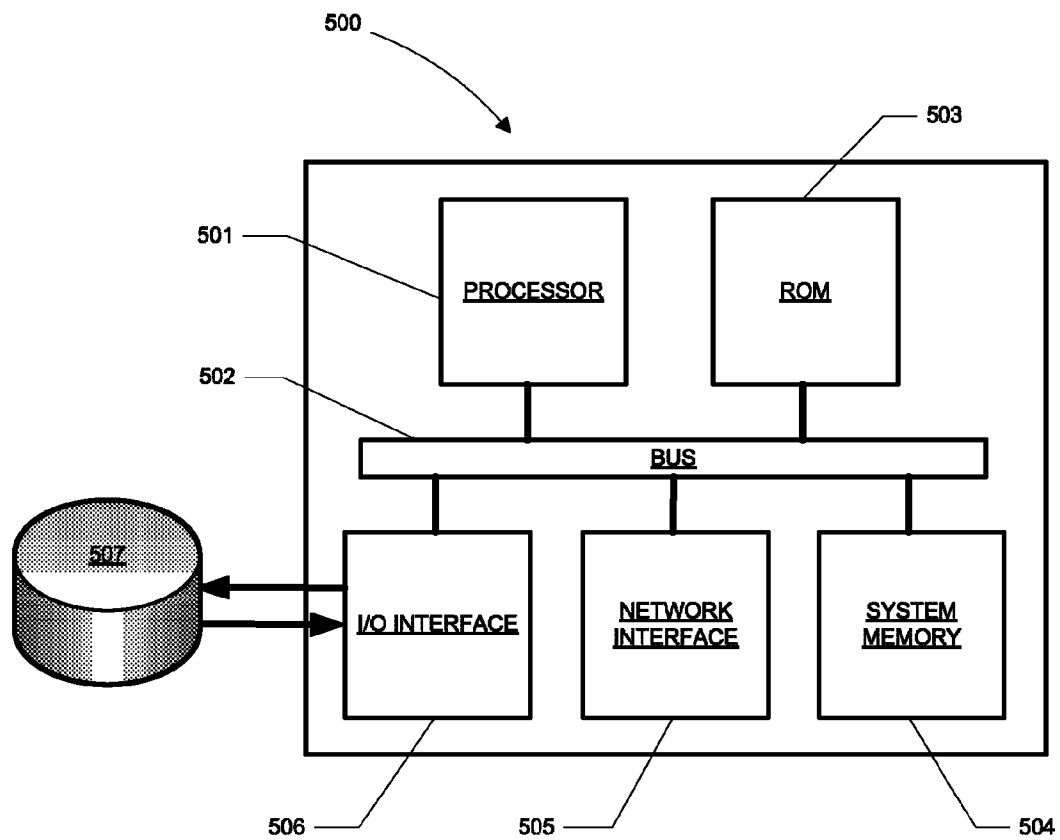 500
503
501
PROCESSOR
ROM
502
BUS
507
I/O INTERFACE
NETWORK
INTERFACE
SYSTEM
MEMORY
506
505
504